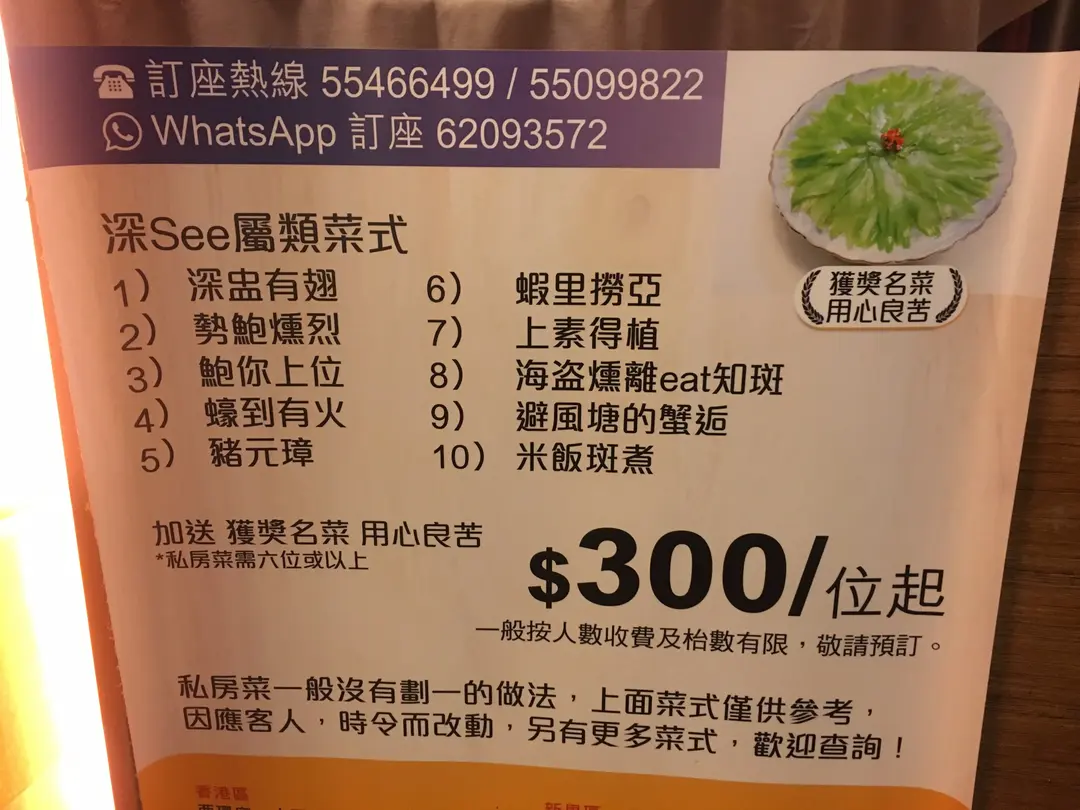 訂座熱線 55466499 / 55099822
WhatsApp 訂座 62093572
深See屬類菜式
1） 深盅有翅
2） 勢鮑燻烈
3） 鮑你上位
4） 蠔到有火
5） 豬元璋
6） 蝦里撈亞
7） 上素得植
8） 海盗燻離eat知斑
9） 避風塘的蟹逅
10） 米飯斑煮
獲獎名菜
用心良苦
加送 獲獎名菜 用心良苦
*私房菜需六位或以上
$300/位起
一般按人數收費及枱數有限，敬請預訂。
私房菜一般沒有劃一的做法，上面菜式僅供參考，
因應客人，時令而改動，另有更多菜式，歡迎查詢！
香港區